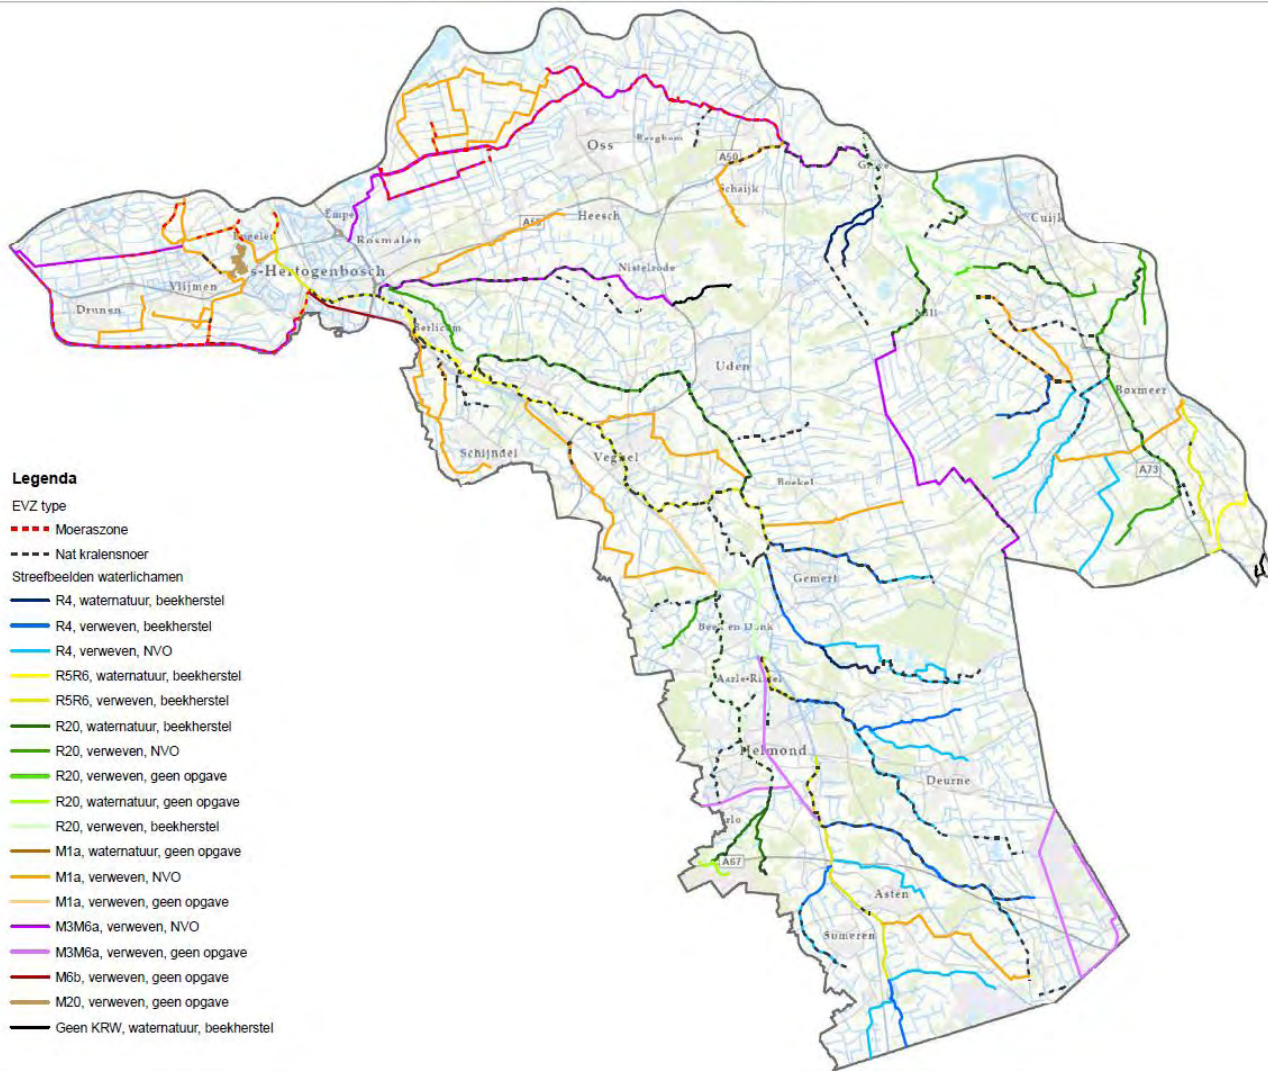 Oss
Berghem
A50
Schaijk
Grave
Cuijk
Empel
Heesch
Rosmalen
Engelen
s-Hertogenbosch
Nistelrode
Vlijmen
Drunen
Mill
Berlicum
Uden
Boxmeer
Schijndel
Veghel
A73
Boekel
Gemert
Beek en Donk
Aarle-Rixtel
Helmond
Deurne
rlo
A67
Asten
Someren
Legenda
EVZ type
Moeraszone
Nat kralensnoer
Streefbeelden waterlichamen
R4, waternatuur, beekherstel
R4, verweven, beekherstel
R4, verweven, NVO
R5R6, waternatuur, beekherstel
R5R6, verweven, beekherstel
R20, waternatuur, beekherstel
R20, verweven, NVO
R20, verweven, geen opgave
R20, waternatuur, geen opgave
R20, verweven, beekherstel
M1a, waternatuur, geen opgave
M1a, verweven, NVO
M1a, verweven, geen opgave
M3M6a, verweven, NVO
M3M6a, verweven, geen opgave
M6b, verweven, geen opgave
M20, verweven, geen opgave
Geen KRW, waternatuur, beekherstel